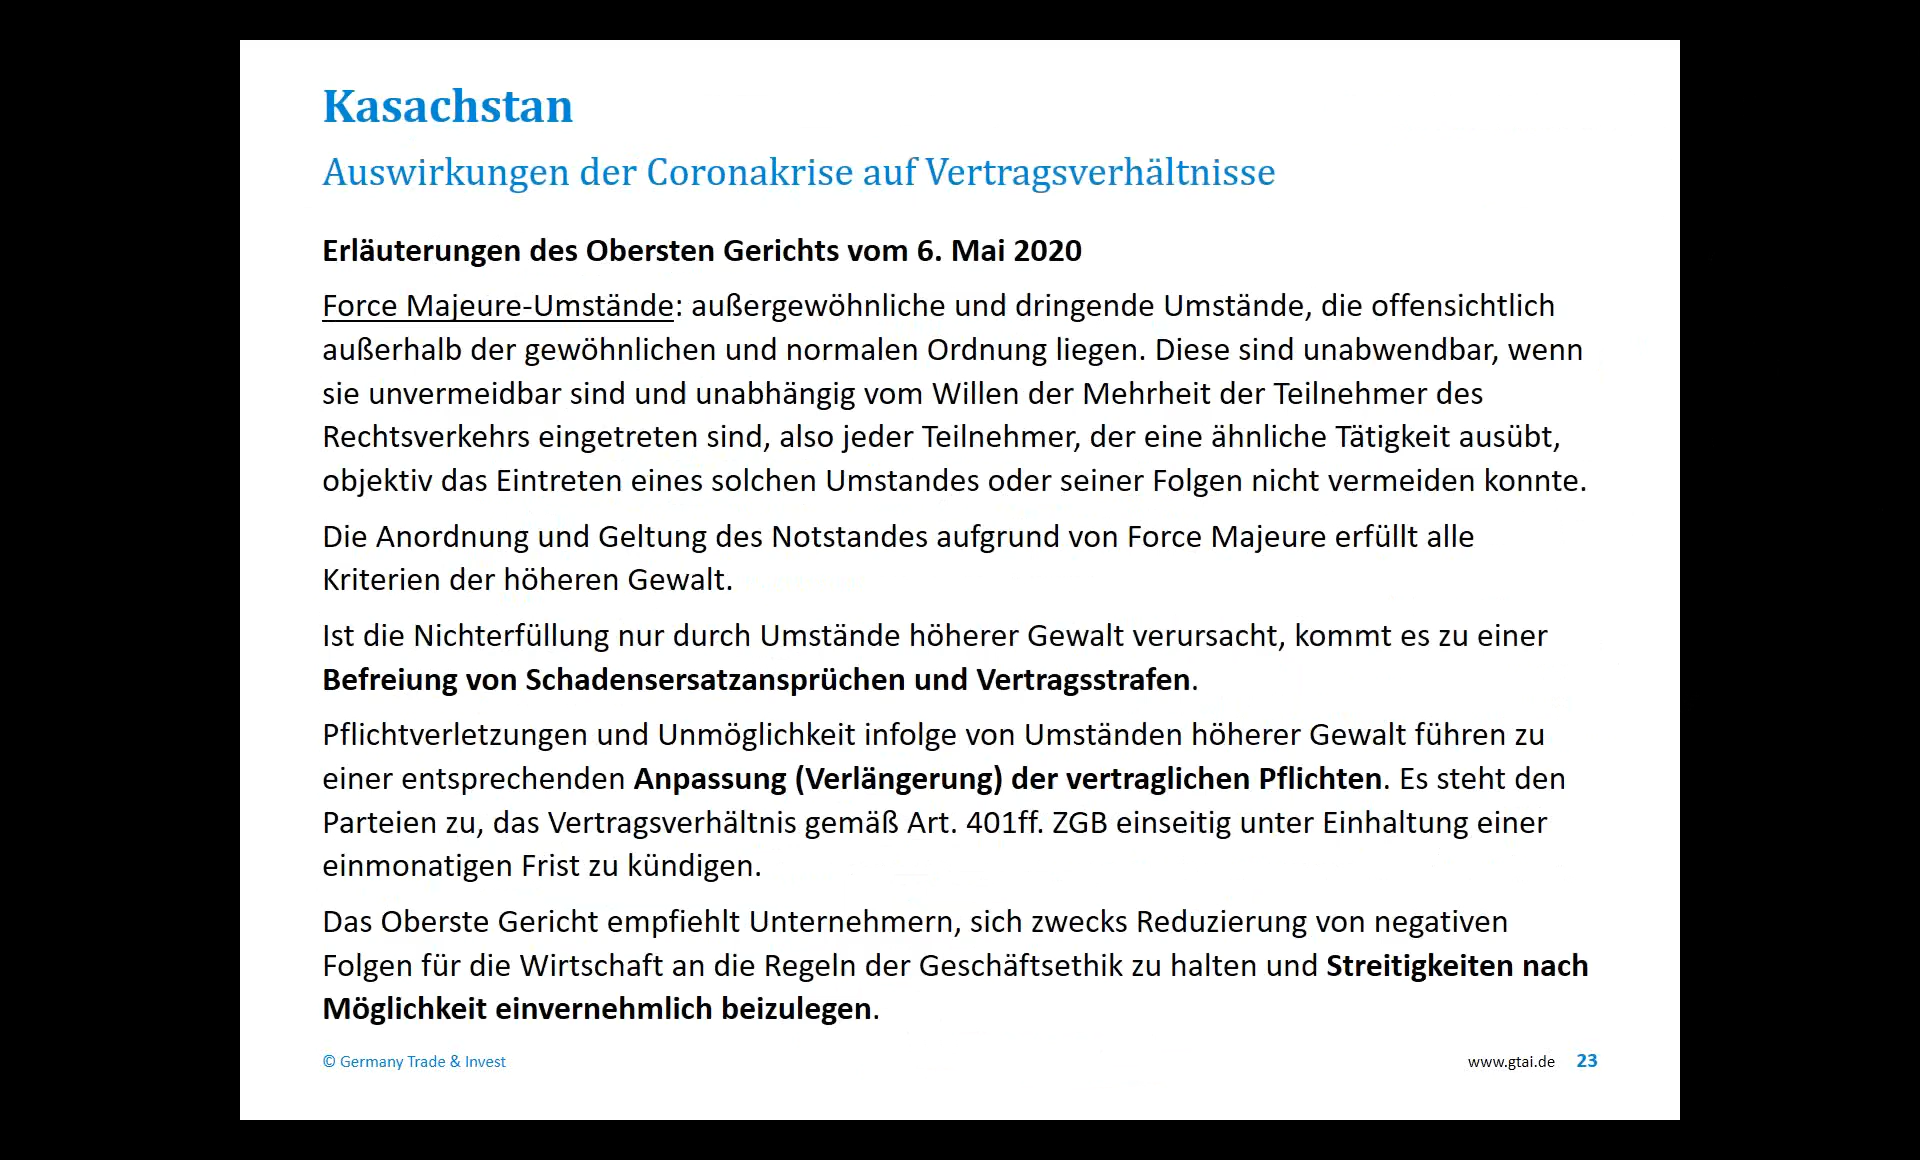 Kasachstan
Auswirkungen der Coronakrise auf Vertragsverhältnisse
Erläuterungen des Obersten Gerichts vom 6. Mai 2020
Force Majeure-Umstände: außergewöhnliche und dringende Umstände, die offensichtlich
außerhalb der gewöhnlichen und normalen Ordnung liegen. Diese sind unabwendbar, wenn
sie unvermeidbar sind und unabhängig vom Willen der Mehrheit der Teilnehmer des
Rechtsverkehrs eingetreten sind, also jeder Teilnehmer, der eine ähnliche Tätigkeit ausübt,
objektiv das Eintreten eines solchen Umstandes oder seiner Folgen nicht vermeiden konnte.
Die Anordnung und Geltung des Notstandes aufgrund von Force Majeure erfüllt alle
Kriterien der höheren Gewalt.
Ist die Nichterfüllung nur durch Umstände höherer Gewalt verursacht, kommt es zu einer
Befreiung von Schadensersatzansprüchen und Vertragsstrafen.
Pflichtverletzungen und Unmöglichkeit infolge von Umständen höherer Gewalt führen zu
einer entsprechenden Anpassung (Verlängerung) der vertraglichen Pflichten. Es steht den
Parteien zu, das Vertragsverhältnis gemäß Art. 401ff. ZGB einseitig unter Einhaltung einer
einmonatigen Frist zu kündigen.
Das Oberste Gericht empfiehlt Unternehmern, sich zwecks Reduzierung von negativen
Folgen für die Wirtschaft an die Regeln der Geschäftsethik zu halten und Streitigkeiten nach
Möglichkeit einvernehmlich beizulegen.
© Germany Trade & Invest
www.gtai.de 23